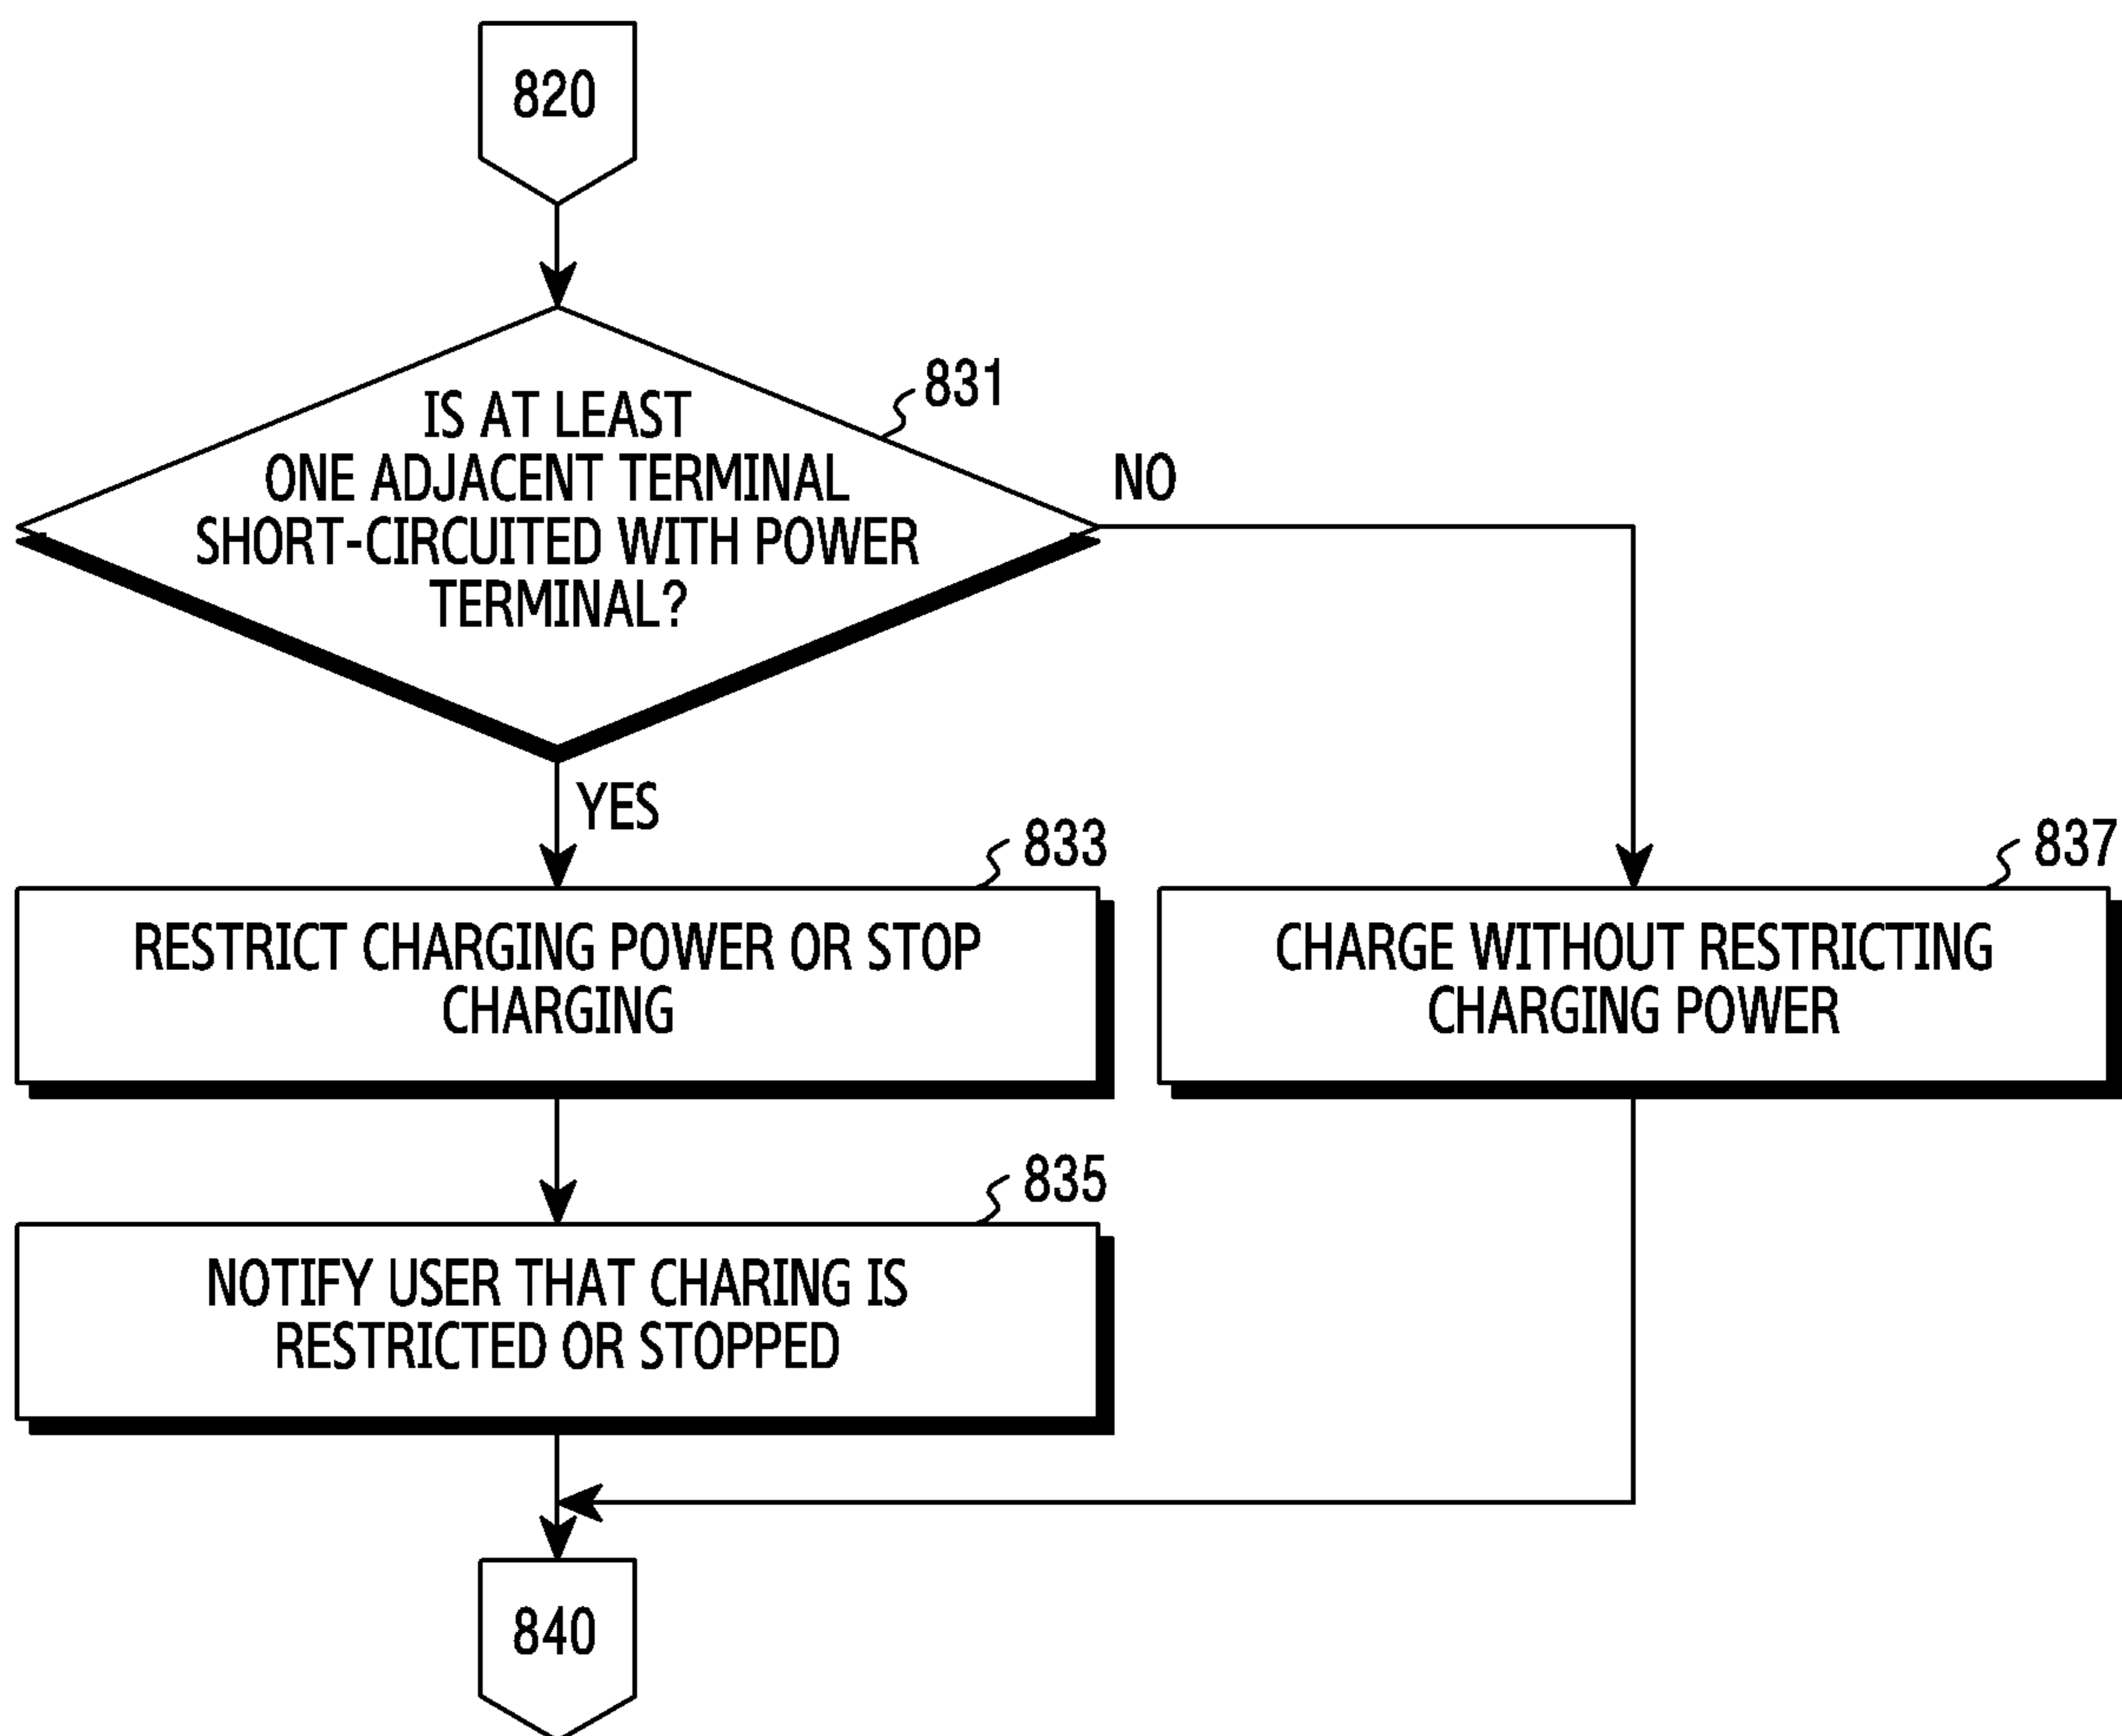 820
831
IS AT LEAST
ONE ADJACENT TERMINAL
SHORT-CIRCUITED WITH POWER
TERMINAL?
NO
YES
833
RESTRICT CHARGING POWER OR STOP
CHARGING
837
CHARGE WITHOUT RESTRICTING
CHARGING POWER
835
NOTIFY USER THAT CHARING IS
RESTRICTED OR STOPPED
840